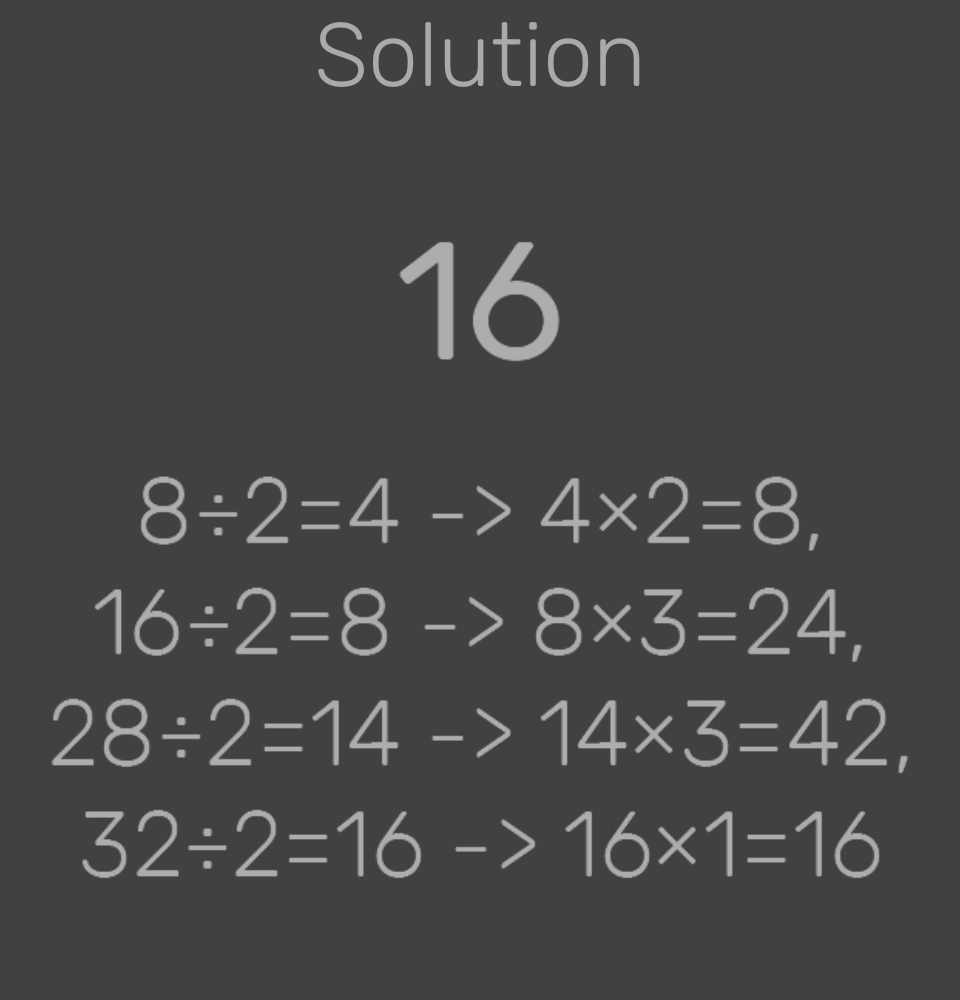 Solution
16
8÷2=4 -> 4×2=8,
16÷2=8 -> 8×3=24,
28÷2=14 -> 14×3=42,
32÷2=16 -> 16×1=16